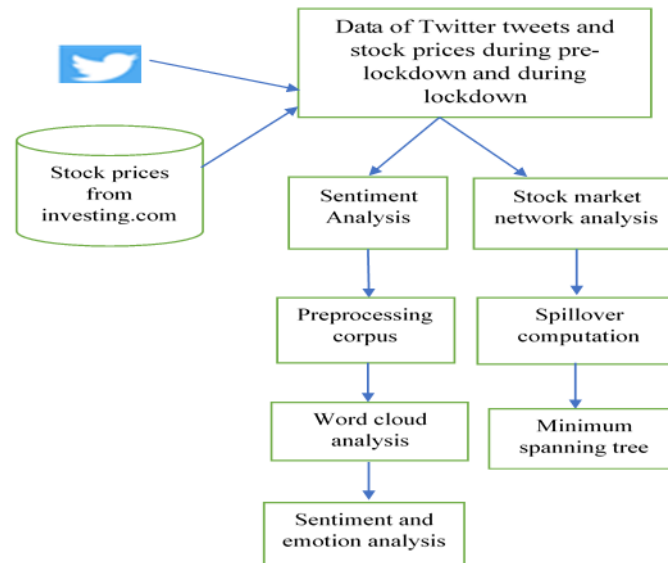 Data of Twitter tweets and
stock prices during pre-
lockdown and during
lockdown
Stock prices
from
investing.com
Sentiment
Analysis
Stock market
network analysis
Preprocessing
corpus
Spillover
computation
Word cloud
analysis
Minimum
spanning tree
Sentiment and
emotion analysis